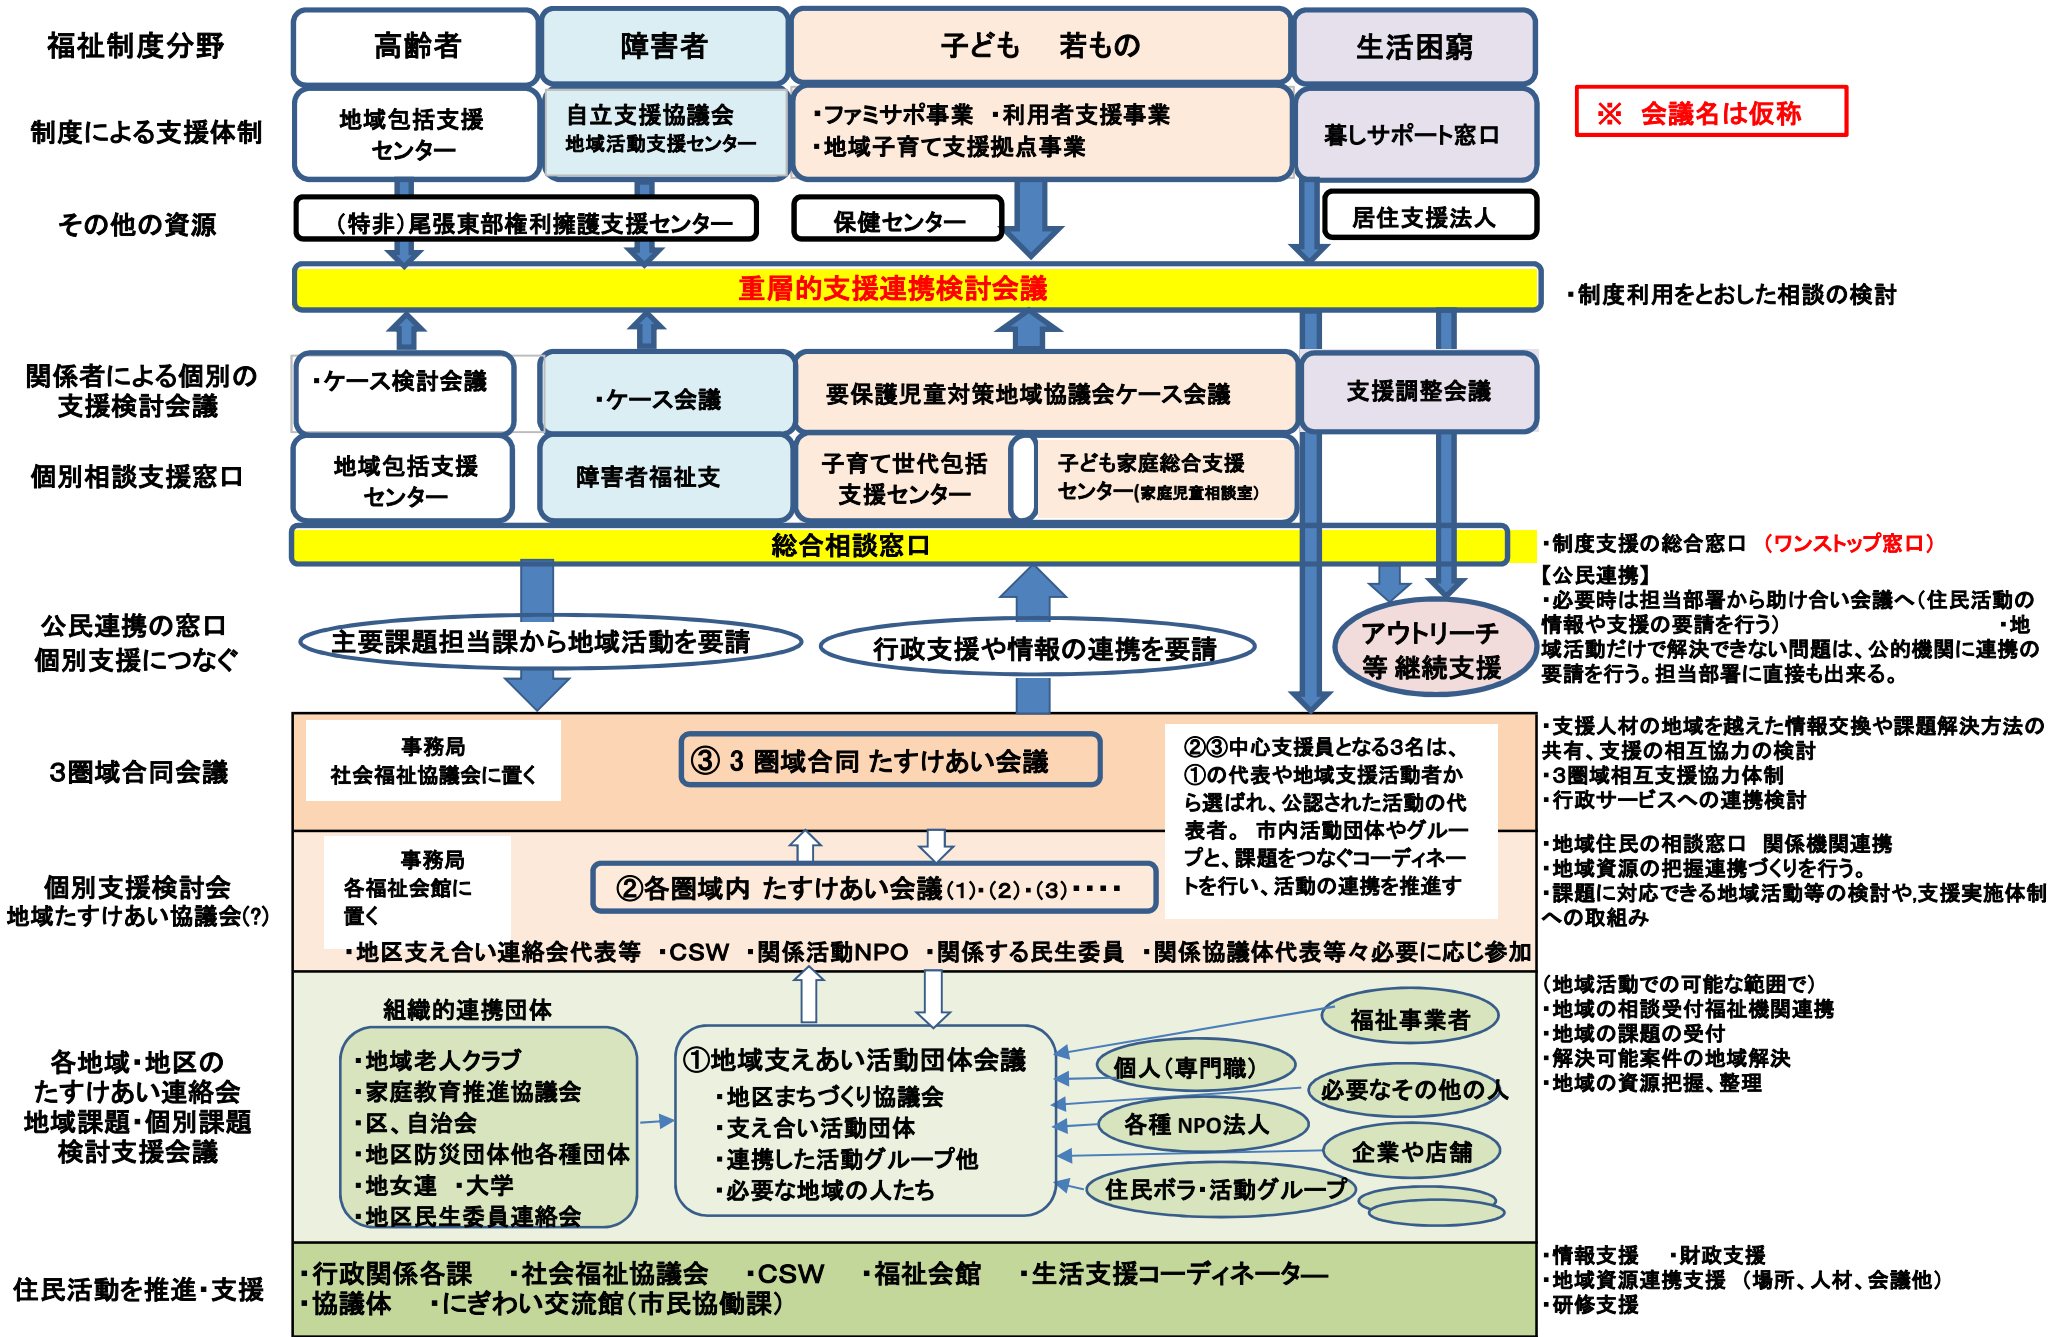 福祉制度分野
高齢者
障害者
子ども　若もの
生活困窮
制度による支援体制
地域包括支援
センター
自立支援協議会
地域活動支援センター
・ファミサポ事業　・利用者支援事業
・地域子育て支援拠点事業
暮しサポート窓口
※　会議名は仮称
その他の資源
（特非）尾張東部権利擁護支援センター
保健センター
居住支援法人
重層的支援連携検討会議
・制度利用をとおした相談の検討
関係者による個別の
支援検討会議
・ケース検討会議
・ケース会議
要保護児童対策地域協議会ケース会議
支援調整会議
個別相談支援窓口
地域包括支援
センター
障害者福祉支
子育て世代包括
支援センター
子ども家庭総合支援
センター(家庭児童相談室）
総合相談窓口
・制度支援の総合窓口　（ワンストップ窓口）
【公民連携】
・必要時は担当部署から助け合い会議へ（住民活動の
情報や支援の要請を行う）　・地
域活動だけで解決できない問題は、公的機関に連携の
要請を行う。担当部署に直接も出来る。
公民連携の窓口
個別支援につなぐ
主要課題担当課から地域活動を要請
行政支援や情報の連携を要請
アウトリーチ
等 継続支援
3圏域合同会議
事務局
社会福祉協議会に置く
③ 3 圏域合同 たすけあい会議
②③中心支援員となる3名は、
①の代表や地域支援活動者か
ら選ばれ、公認された活動の代
表者。　市内活動団体やグルー
プと、課題をつなぐコーディネー
トを行い、活動の連携を推進す
・支援人材の地域を越えた情報交換や課題解決方法の
共有、支援の相互協力の検討
・3圏域相互支援協力体制
・行政サービスへの連携検討
個別支援検討会
地域たすけあい協議会(?)
事務局
各福祉会館に
置く
②各圏域内 たすけあい会議（1）・（2）・（3）・・・・
・地区支え合い連絡会代表等　・CSW　・関係活動NPO　・関係する民生委員　・関係協議体代表等々必要に応じ参加
・地域住民の相談窓口　関係機関連携
・地域資源の把握連携づくりを行う。
・課題に対応できる地域活動等の検討や,支援実施体制
への取組み
各地域・地区の
たすけあい連絡会
地域課題・個別課題
検討支援会議
組織的連携団体
・地域老人クラブ
・家庭教育推進協議会
・区、自治会
・地区防災団体他各種団体
・地女連　・大学
・地区民生委員連絡会
①地域支えあい活動団体会議
・地区まちづくり協議会
・支え合い活動団体
・連携した活動グループ他
・必要な地域の人たち
福祉事業者
個人（専門職）
必要なその他の人
各種 NPO法人
企業や店舗
住民ボラ・活動グループ
（地域活動での可能な範囲で）
・地域の相談受付福祉機関連携
・地域の課題の受付
・解決可能案件の地域解決
・地域の資源把握、整理
住民活動を推進・支援
・行政関係各課　・社会福祉協議会　・CSW　・福祉会館　・生活支援コーディネーター
・協議体　・にぎわい交流館（市民協働課）
・情報支援　・財政支援
・地域資源連携支援　（場所、人材、会議他）
・研修支援